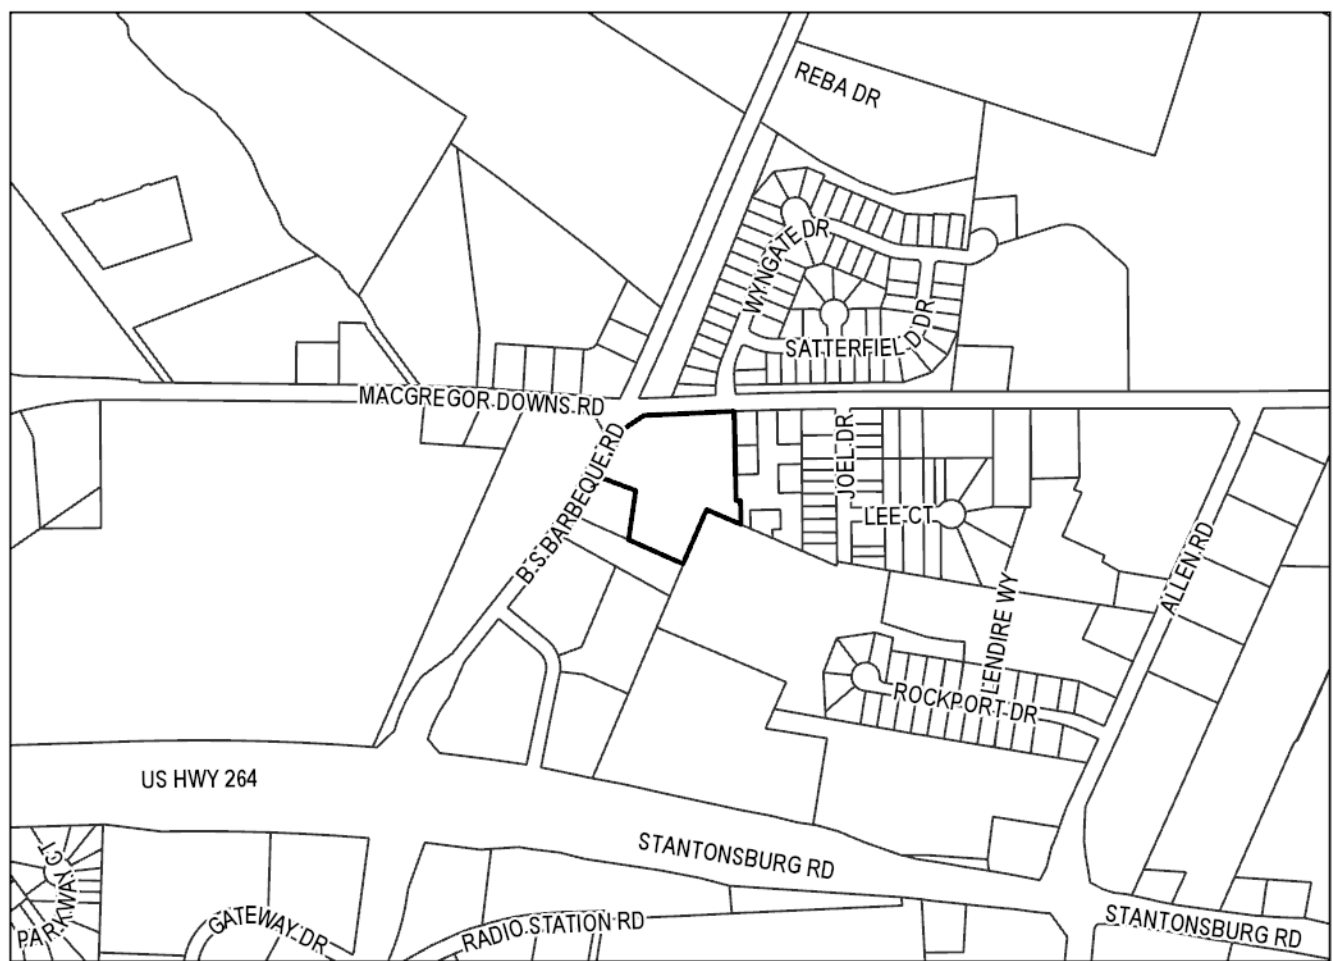 REBA DR
WYNGATE DR
SATTERFIEL D DR
MACGREGOR DOWNS RD
B S BARBEQUE RD
JOEL DR
LEE CT
ALLEN RD
LENDIRE WY
ROCKPORT DR
US HWY 264
STANTONSBURG RD
PARKWAY CT
GATEWAY DR
RADIO STATION RD
STANTONSBURG RD